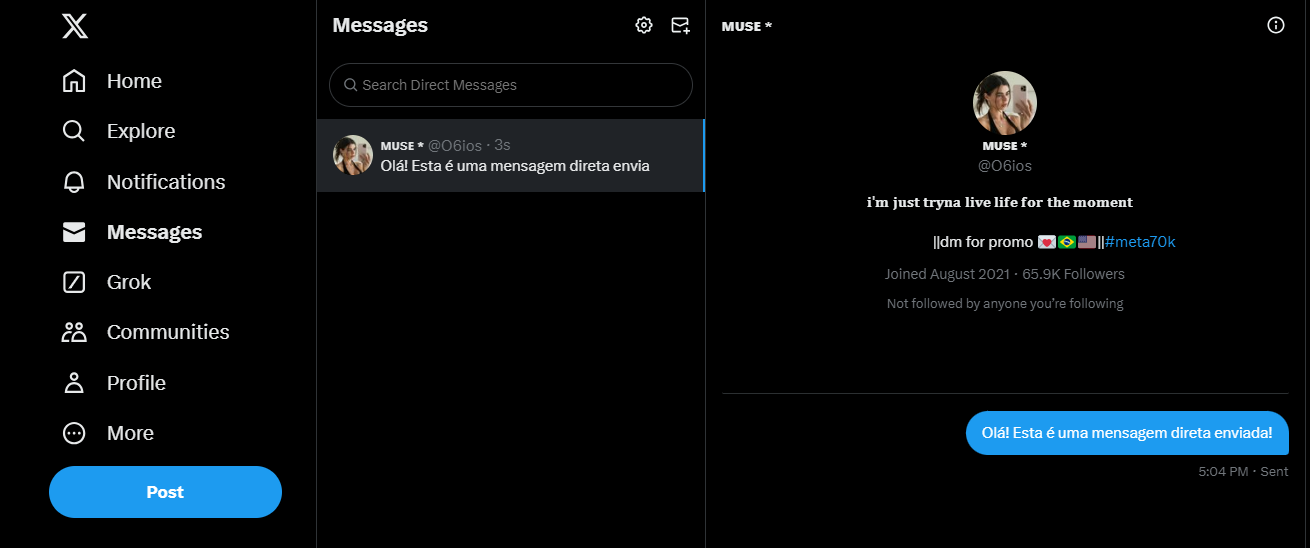 Home
Explore
Notifications
Messages
Grok
Communities
Profile
More
Post
Messages
Search Direct Messages
MUSE * @O6ios · 3s
Olá! Esta é uma mensagem direta envia
MUSE *
MUSE *
@O6ios
i'm just tryna live life for the moment
||dm for promo 💌🇧🇷🇺🇸||#meta70k
Joined August 2021 · 65.9K Followers
Not followed by anyone you're following
Olá! Esta é uma mensagem direta enviada!
5:04 PM · Sent